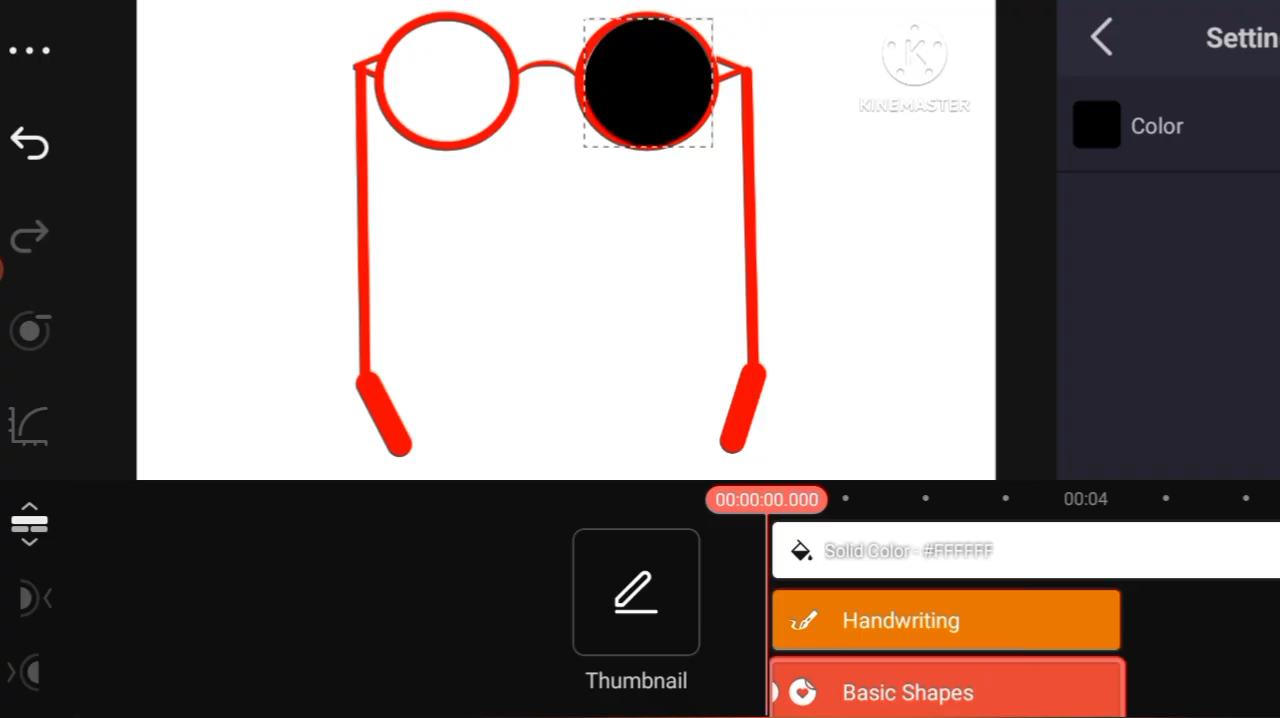 K
KINEMASTER
Settin
Color
00:00:00.000
00:04
Solid Color - #FFFFFF
Handwriting
Thumbnail
Basic Shapes